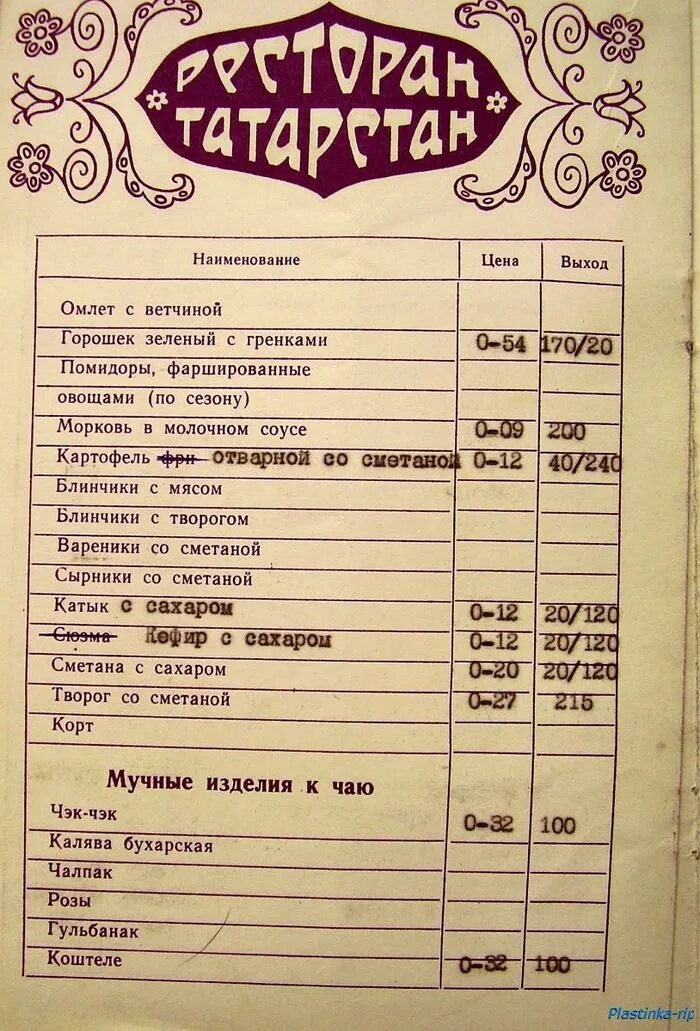 РЕСТОРАН
ТАТАРСТАН
Наименование Цена Выход
Омлет с ветчиной
Горошек зеленый с гренками 0-54 170/20
Помидоры, фаршированные
овощами (по сезону)
Морковь в молочном соусе 0-09 200
Картофель фри отварной со сметаной 0-12 40/240
Блинчики с мясом
Блинчики с творогом
Вареники со сметаной
Сырники со сметаной
Катык с сахаром 0-12 20/120
Сюзма Кефир с сахаром 0-12 20/120
Сметана с сахаром 0-20 20/120
Творог со сметаной 0-27 215
Корт
Мучные изделия к чаю
Чэк-чэк 0-32 100
Калява бухарская
Чалпак
Розы
Гульбанак
Коштеле 0-32 100
Plastinka-rip